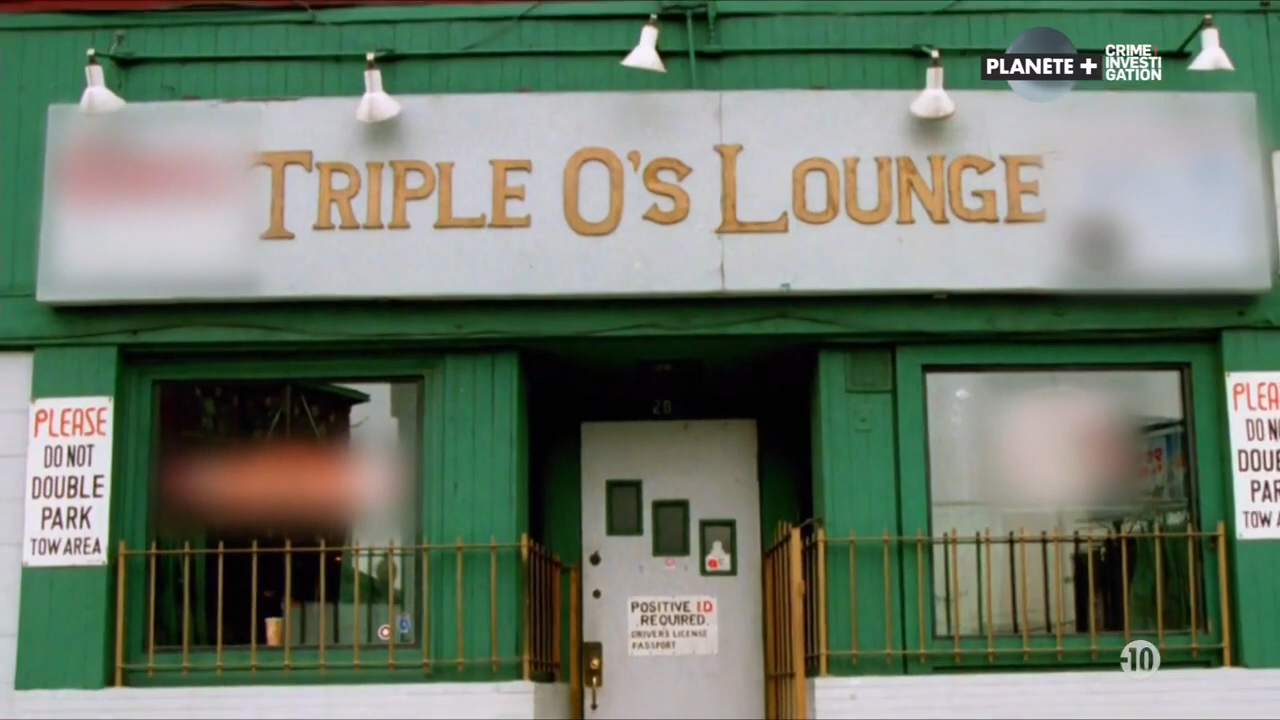 PLANETE +
CRIME
INVESTI
GATION
TRIPLE O'S LOUNGE
28
PLEASE
DO NOT
DOUBLE
PARK
TOW AREA
POSITIVE I.D.
REQUIRED.
DRIVERS LICENSE
PASSPORT
PLEA
DO N
DOUB
PAR
TOW A
-10